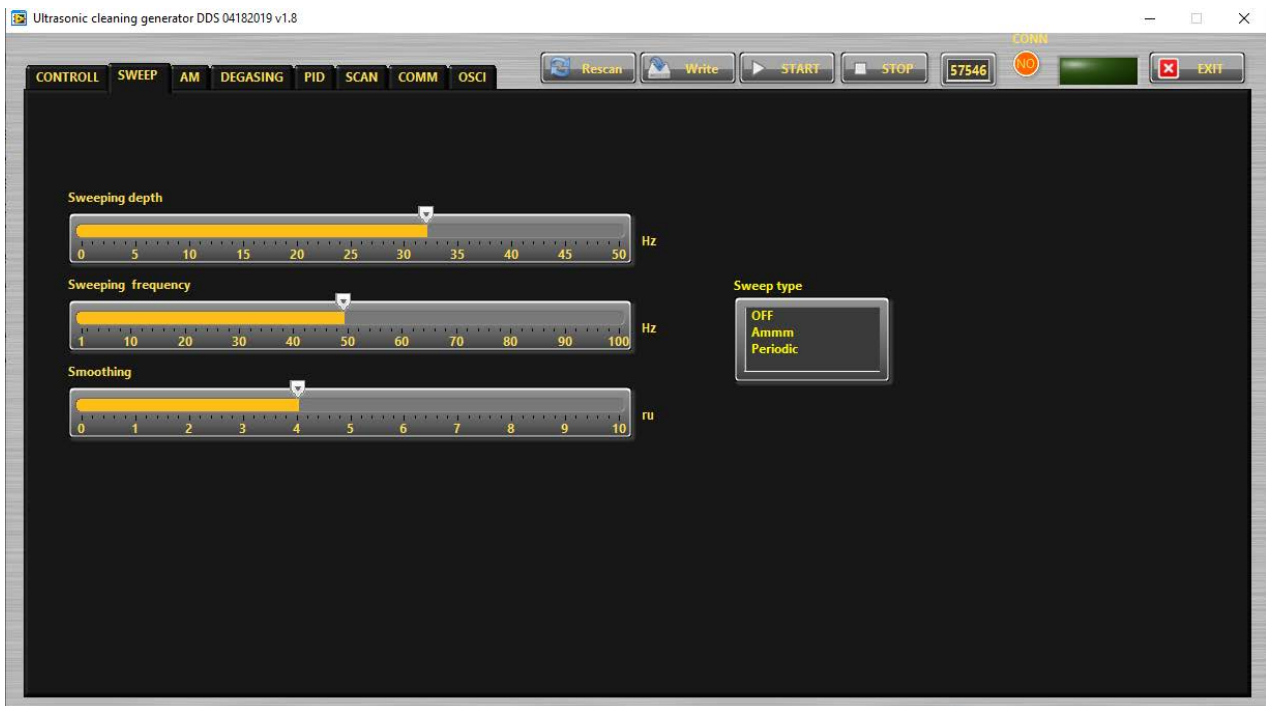 Ultrasonic cleaning generator DDS 04182019 v1.8
CONTROLL SWEEP AM DEGASING PID SCAN COMM OSCI
Rescan Write START STOP 57546 CONN NO EXIT
Sweeping depth
0 5 10 15 20 25 30 35 40 45 50 Hz
Sweeping frequency
1 10 20 30 40 50 60 70 80 90 100 Hz
Smoothing
0 1 2 3 4 5 6 7 8 9 10 ru
Sweep type
OFF
Ammm
Periodic